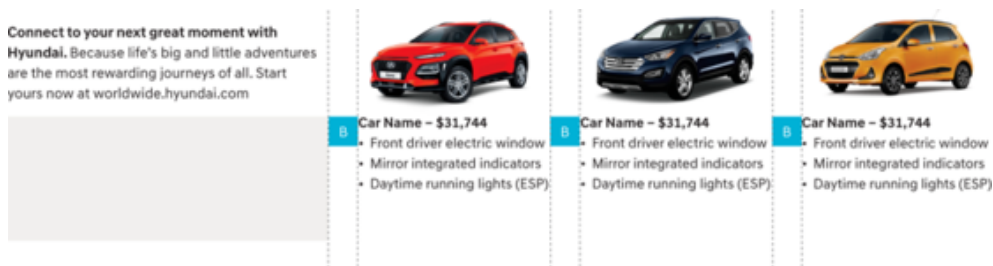 Connect to your next great moment with
Hyundai. Because life's big and little adventures
are the most rewarding journeys of all. Start
yours now at worldwide.hyundai.com
B
Car Name – $31,744
• Front driver electric window
• Mirror integrated indicators
• Daytime running lights (ESP)
B
Car Name – $31,744
• Front driver electric window
• Mirror integrated indicators
• Daytime running lights (ESP)
B
Car Name – $31,744
• Front driver electric window
• Mirror integrated indicators
• Daytime running lights (ESP)